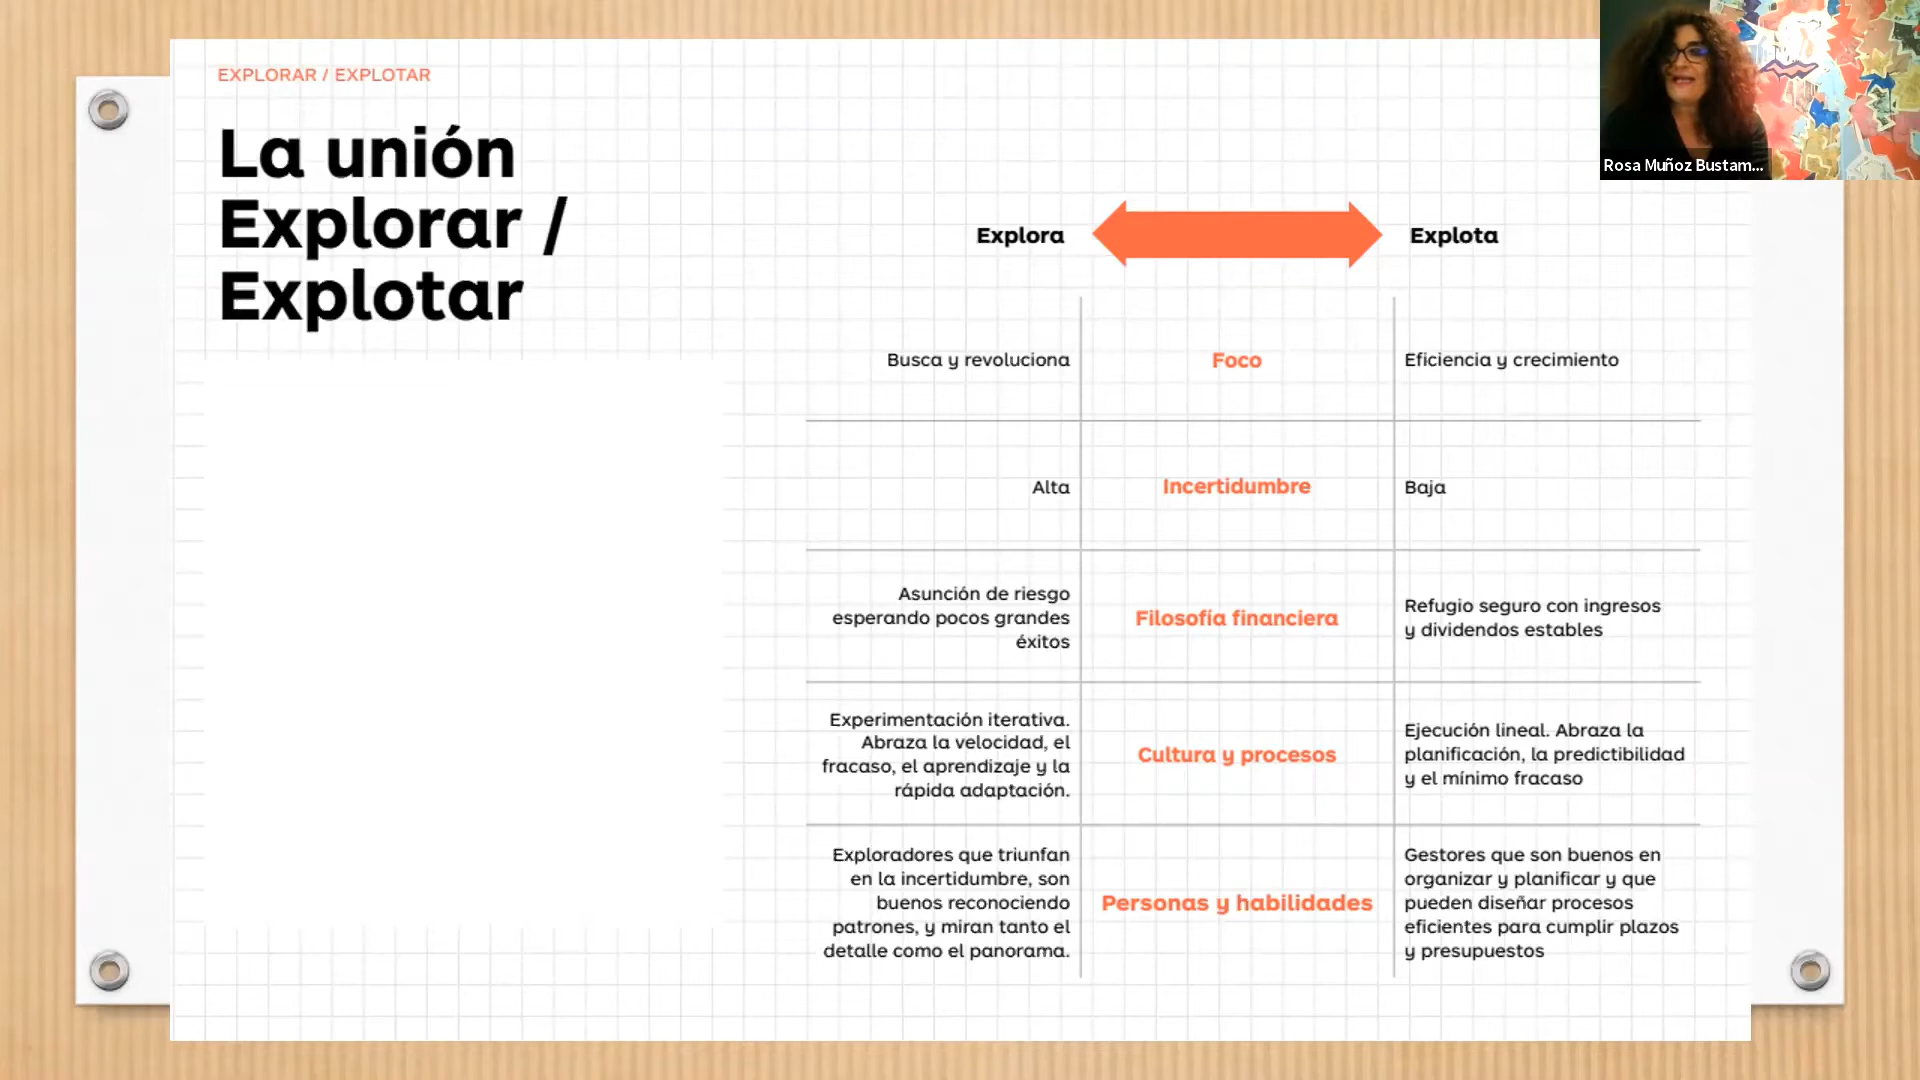 EXPLORAR / EXPLOTAR
La unión
Explorar /
Explotar
Rosa Muñoz Bustam...
Explora
Explota
Busca y revoluciona
Foco
Eficiencia y crecimiento
Alta
Incertidumbre
Baja
Asunción de riesgo
esperando pocos grandes
éxitos
Filosofía financiera
Refugio seguro con ingresos
y dividendos estables
Experimentación iterativa.
Abraza la velocidad, el
fracaso, el aprendizaje y la
rápida adaptación.
Cultura y procesos
Ejecución lineal. Abraza la
planificación, la predictibilidad
y el mínimo fracaso
Exploradores que triunfan
en la incertidumbre, son
buenos reconociendo
patrones, y miran tanto el
detalle como el panorama.
Personas y habilidades
Gestores que son buenos en
organizar y planificar y que
pueden diseñar procesos
eficientes para cumplir plazos
y presupuestos